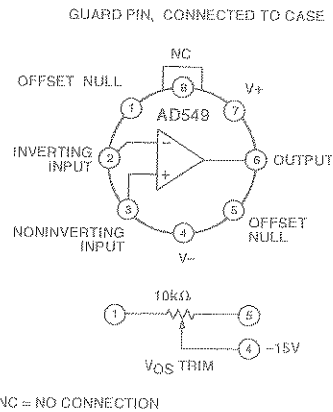 GUARD PIN, CONNECTED TO CASE
NC
OFFSET NULL
8
V+
1
AD549
7
INVERTING
INPUT
2
−
6
OUTPUT
+
3
5
NONINVERTING
INPUT
4
OFFSET
NULL
V−
10kΩ
1
5
4
−15V
VOS TRIM
NC = NO CONNECTION